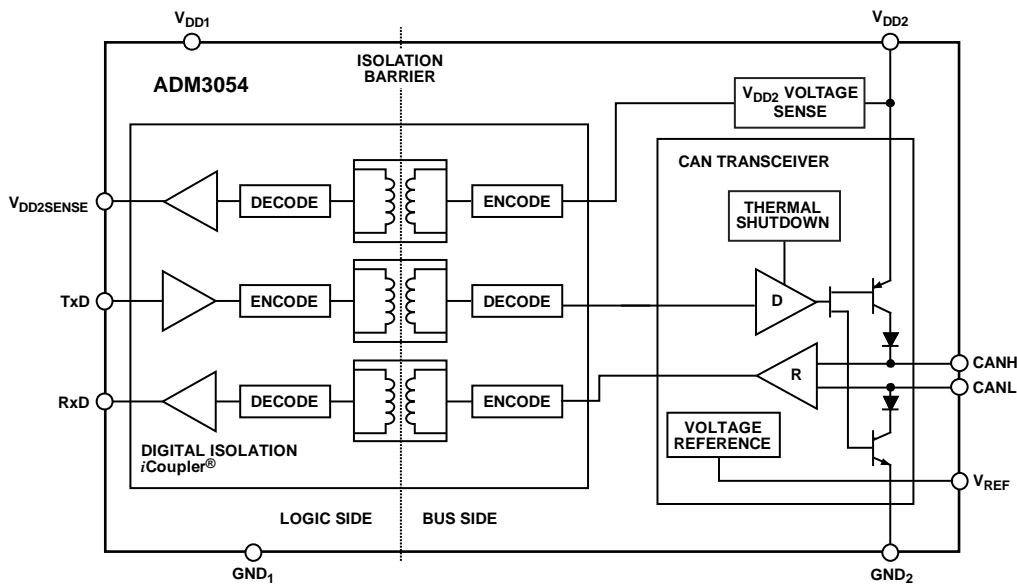 VDD1
VDD2
ADM3054
ISOLATION
BARRIER
VDD2 VOLTAGE
SENSE
CAN TRANSCEIVER
VDD2SENSE
DECODE
ENCODE
THERMAL
SHUTDOWN
TxD
ENCODE
DECODE
D
RxD
DECODE
ENCODE
R
CANH
CANL
VOLTAGE
REFERENCE
DIGITAL ISOLATION
iCoupler®
VREF
LOGIC SIDE
BUS SIDE
GND1
GND2